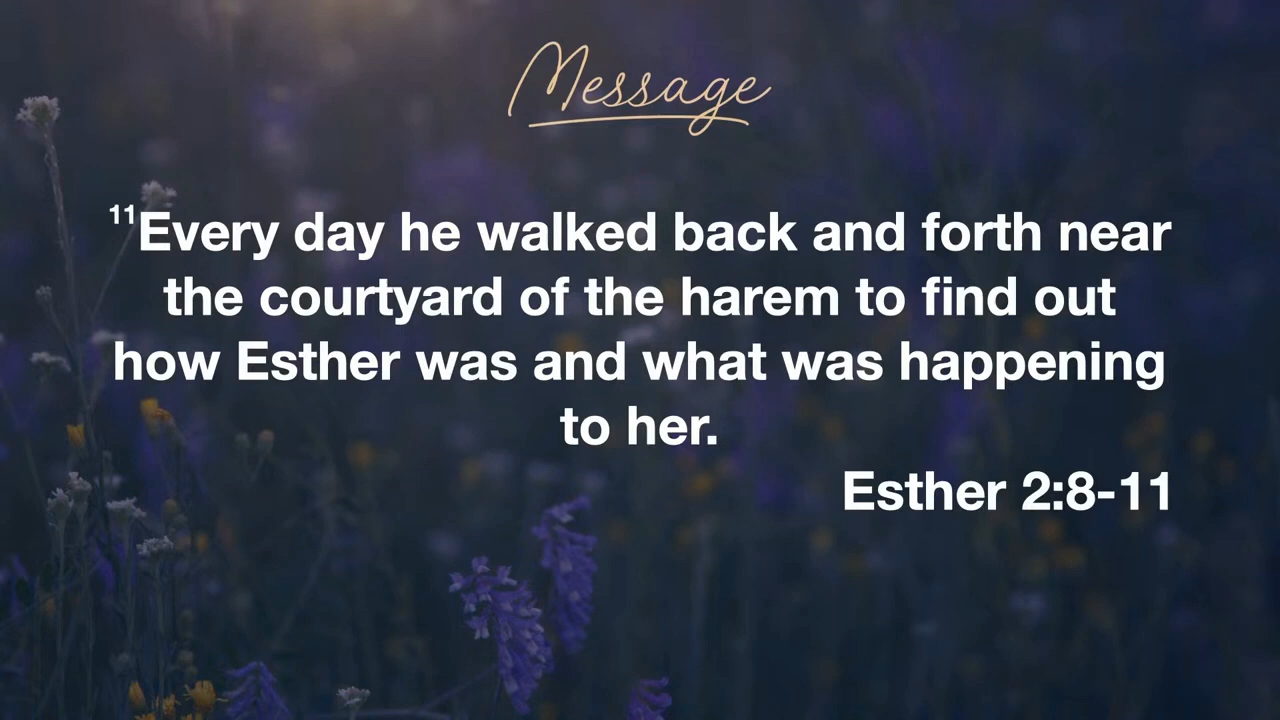 Message
¹¹Every day he walked back and forth near
the courtyard of the harem to find out
how Esther was and what was happening
to her.
Esther 2:8-11